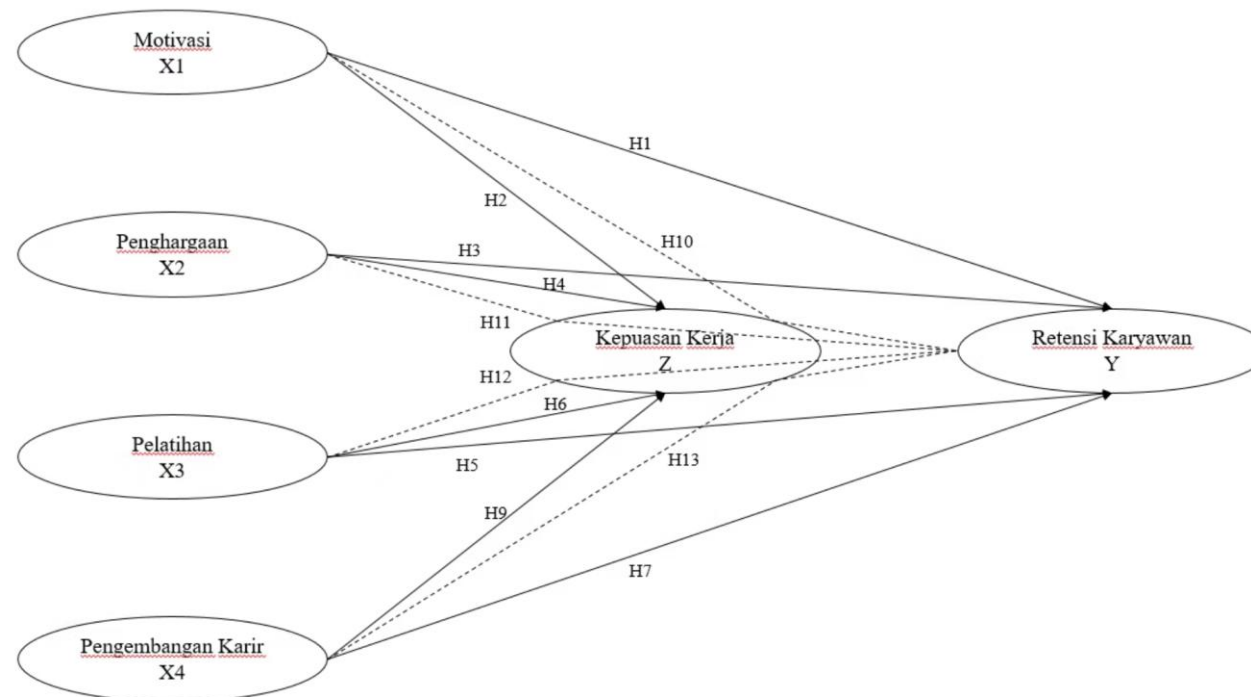 Motivasi
X1
H1
H2
H10
Penghargaan
X2
H3
H4
H11
Kepuasan Kerja
Z
Retensi Karyawan
Y
H12
H6
Pelatihan
X3
H5
H13
H9
H7
Pengembangan Karir
X4